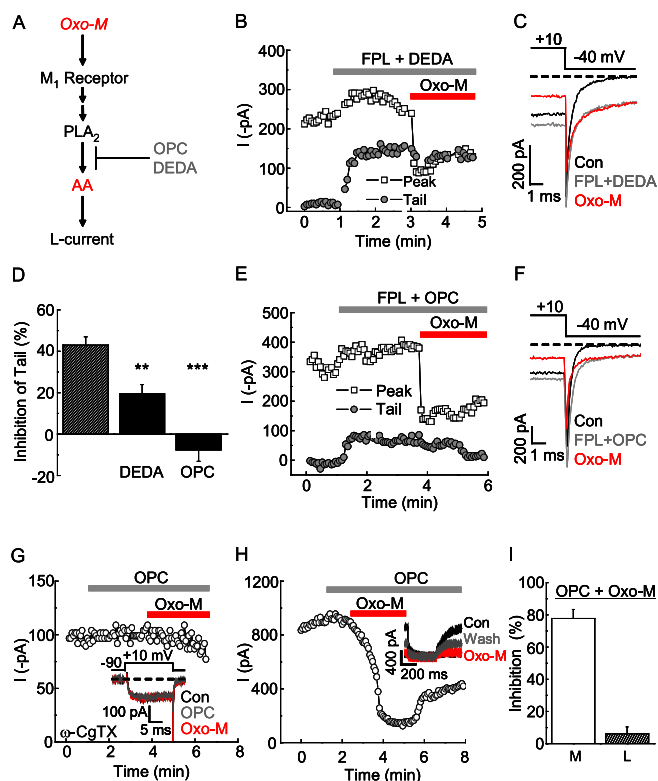 A
Oxo-M
M1 Receptor
PLA2
OPC
DEDA
AA
L-current
B
FPL + DEDA
Oxo-M
I (-pA)
400
300
200
100
0
Peak
Tail
0 1 2 3 4 5
Time (min)
C
+10
-40 mV
200 pA
1 ms
Con
FPL+DEDA
Oxo-M
D
Inhibition of Tail (%)
60
40
20
0
-20
**
***
DEDA OPC
E
FPL + OPC
Oxo-M
I (-pA)
500
400
300
200
100
0
Peak
Tail
0 2 4 6
Time (min)
F
+10
-40 mV
200 pA
1 ms
Con
FPL+OPC
Oxo-M
G
OPC
Oxo-M
I (-pA)
150
100
50
0
-90 +10 mV
Con
OPC
Oxo-M
100 pA
5 ms
ω-CgTX
0 2 4 6
Time (min)
H
OPC
Oxo-M
I (-pA)
1200
800
400
0
Con
Wash
Oxo-M
400 pA
200 ms
0 2 4 6 8
Time (min)
I
OPC + Oxo-M
Inhibition (%)
100
80
60
40
20
0
M L